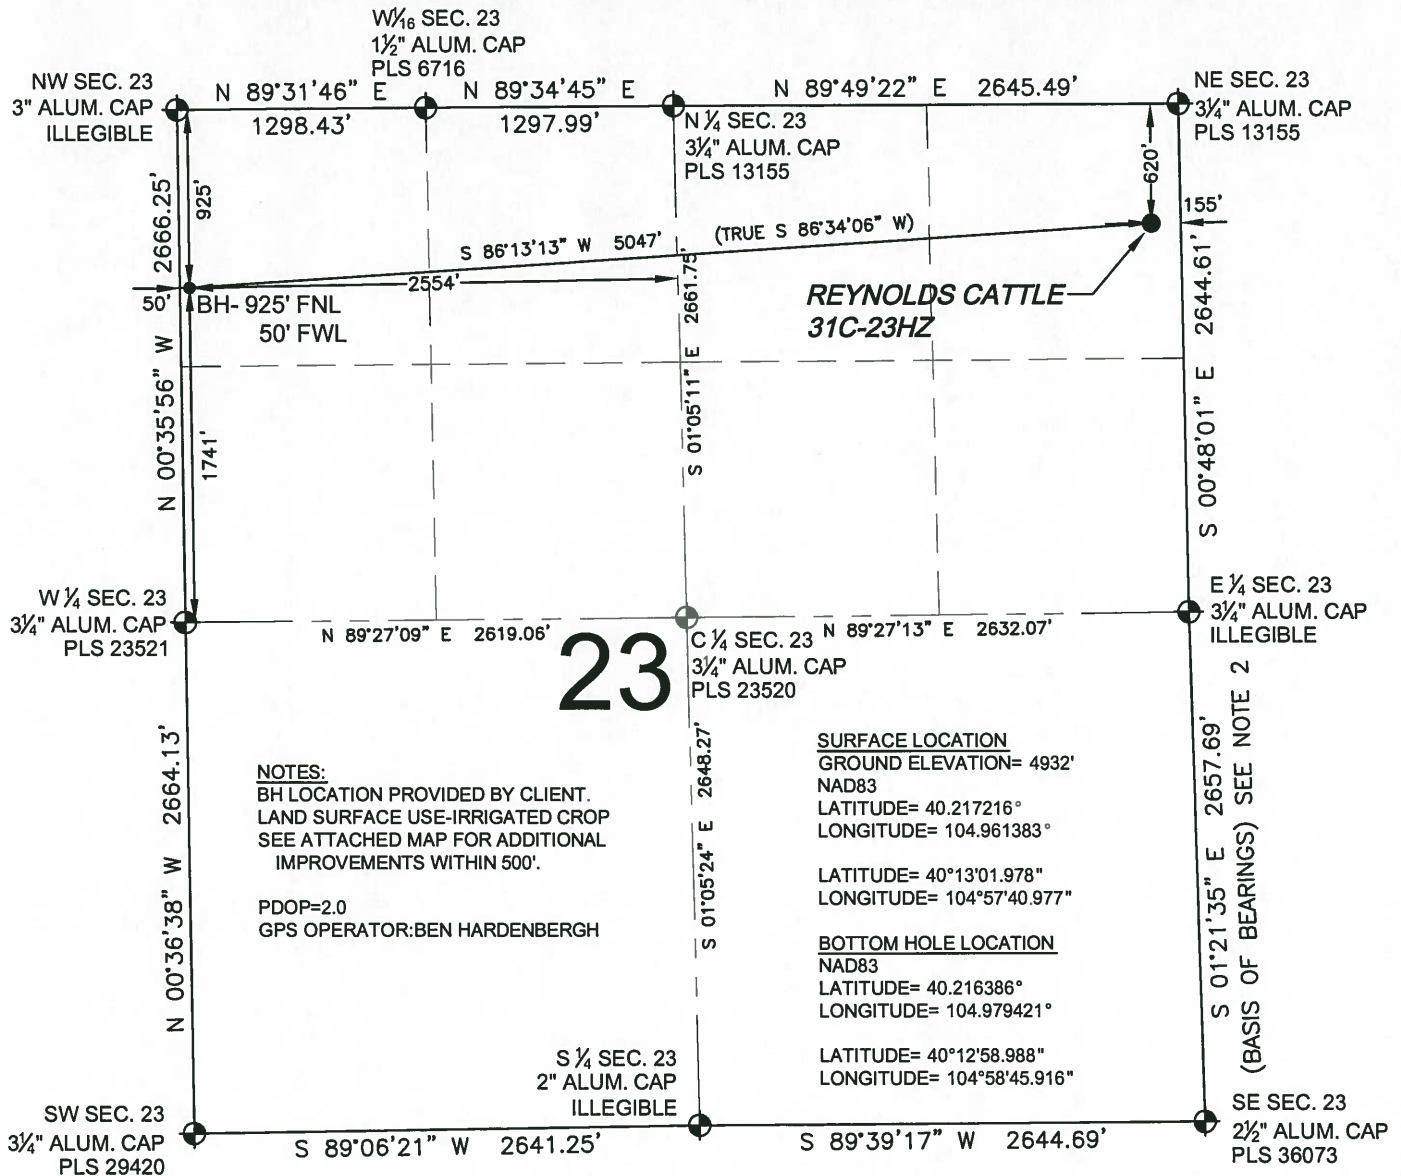 W1⁄16 SEC. 23
1½" ALUM. CAP
PLS 6716
NW SEC. 23
3" ALUM. CAP
ILLEGIBLE
N 89°31'46" E
1298.43'
N 89°34'45" E
1297.99'
N 89°49'22" E 2645.49'
NE SEC. 23
3¼" ALUM. CAP
PLS 13155
N ¼ SEC. 23
3¼" ALUM. CAP
PLS 13155
2666.25'
925'
620'
155'
S 86°13'13" W 5047'
(TRUE S 86°34'06" W)
2554'
50'
BH- 925' FNL
50' FWL
2661.75'
REYNOLDS CATTLE
31C-23HZ
2644.61'
N 00°35'56" W
1741'
S 01°05'11" E
S 00°48'01" E
W ¼ SEC. 23
3¼" ALUM. CAP
PLS 23521
N 89°27'09" E 2619.06'
23
C ¼ SEC. 23
3¼" ALUM. CAP
PLS 23520
N 89°27'13" E 2632.07'
E ¼ SEC. 23
3¼" ALUM. CAP
ILLEGIBLE
N 00°36'38" W 2664.13'
NOTES:
BH LOCATION PROVIDED BY CLIENT.
LAND SURFACE USE-IRRIGATED CROP
SEE ATTACHED MAP FOR ADDITIONAL
IMPROVEMENTS WITHIN 500'.
PDOP=2.0
GPS OPERATOR:BEN HARDENBERGH
S 01°05'24" E 2648.27'
SURFACE LOCATION
GROUND ELEVATION= 4932'
NAD83
LATITUDE= 40.217216°
LONGITUDE= 104.961383°
LATITUDE= 40°13'01.978"
LONGITUDE= 104°57'40.977"
BOTTOM HOLE LOCATION
NAD83
LATITUDE= 40.216386°
LONGITUDE= 104.979421°
LATITUDE= 40°12'58.988"
LONGITUDE= 104°58'45.916"
S 01°21'35" E 2657.69'
(BASIS OF BEARINGS) SEE NOTE 2
SW SEC. 23
3¼" ALUM. CAP
PLS 29420
S 89°06'21" W 2641.25'
S ¼ SEC. 23
2" ALUM. CAP
ILLEGIBLE
S 89°39'17" W 2644.69'
SE SEC. 23
2½" ALUM. CAP
PLS 36073